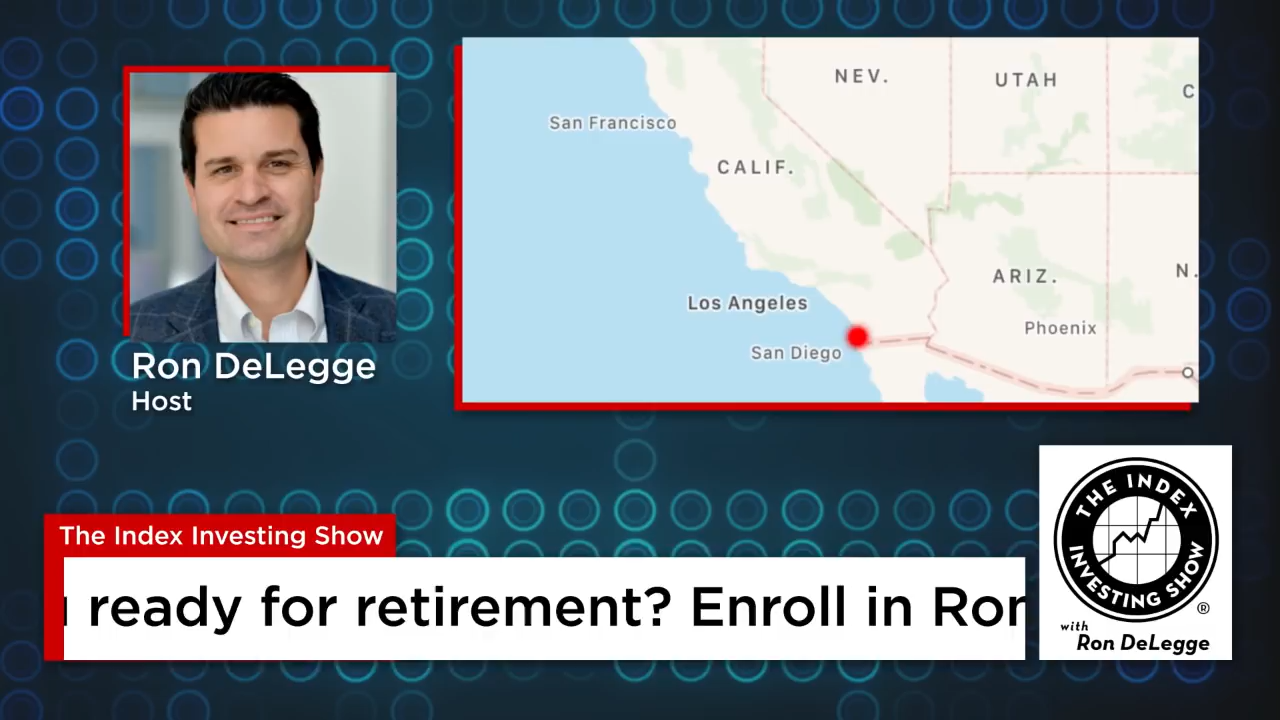 NEV.
UTAH
C
San Francisco
CALIF.
ARIZ.
N.
Los Angeles
Phoenix
San Diego
Ron DeLegge
Host
The Index Investing Show
ready for retirement? Enroll in Ron
THE INDEX
INVESTING SHOW
®
with
Ron DeLegge